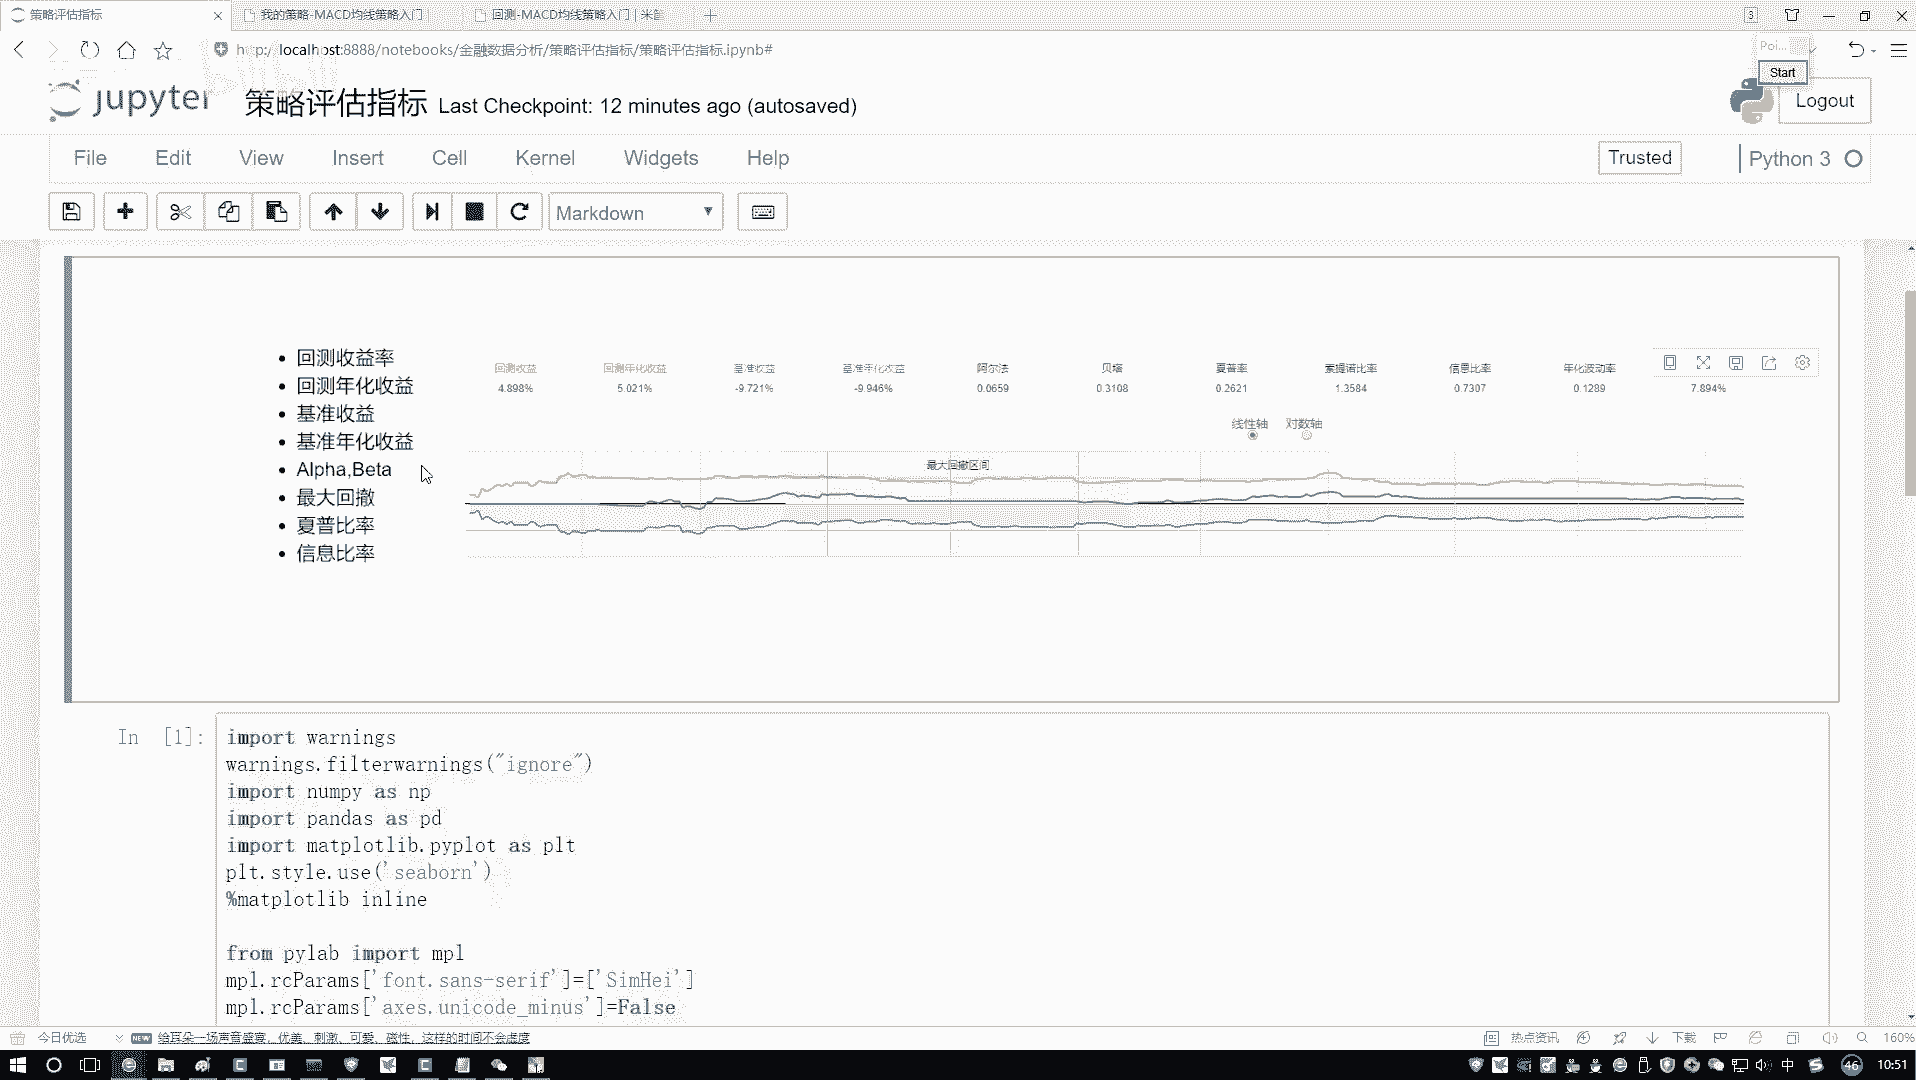 策略评估指标
我的策略-MACD均线策略入门
回测-MACD均线策略入门 | 米筐
3
http://localhost:8888/notebooks/金融数据分析/策略评估指标/策略评估指标.ipynb#
Poi...
Start
jupyter 策略评估指标 Last Checkpoint: 12 minutes ago (autosaved)
Logout
File Edit View Insert Cell Kernel Widgets Help
Trusted
Python 3
Markdown
回测收益率
回测年化收益
基准收益
基准年化收益
Alpha,Beta
最大回撤
夏普比率
信息比率
回测收益 回测年化收益 基准收益 基准年化收益 阿尔法 贝塔 夏普率 索提诺比率 信息比率 年化波动率
4.898% 5.021% -9.721% -9.946% 0.0659 0.3108 0.2621 1.3584 0.7307 0.1289 7.894%
线性轴 对数轴
最大回撤区间
In [1]:
import warnings
warnings.filterwarnings("ignore")
import numpy as np
import pandas as pd
import matplotlib.pyplot as plt
plt.style.use('seaborn')
%matplotlib inline
from pylab import mpl
mpl.rcParams['font.sans-serif']=['SimHei']
mpl.rcParams['axes.unicode_minus']=False
今日优选
NEW 给耳朵一场声音盛宴，优美、刺激、可爱、磁性，这样的时间不会虚度
热点资讯
下载
160%
中
46
10:51